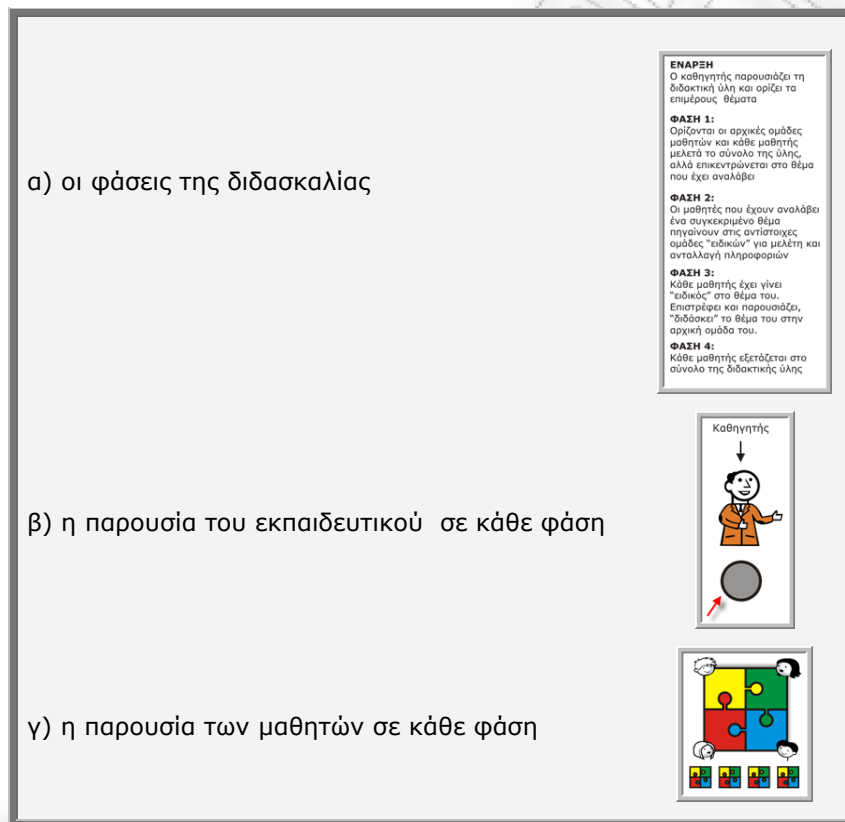 ΕΝΑΡΞΗ
Ο καθηγητής παρουσιάζει τη
διδακτική ύλη και ορίζει τα
επιμέρους θέματα
ΦΑΣΗ 1:
Ορίζονται οι αρχικές ομάδες
μαθητών και κάθε μαθητής
μελετά το σύνολο της ύλης,
αλλά επικεντρώνεται στο θέμα
που έχει αναλάβει
α) οι φάσεις της διδασκαλίας
ΦΑΣΗ 2:
Οι μαθητές που έχουν αναλάβει
ένα συγκεκριμένο θέμα
πηγαίνουν στις αντίστοιχες
ομάδες "ειδικών" για μελέτη και
ανταλλαγή πληροφοριών
ΦΑΣΗ 3:
Κάθε μαθητής έχει γίνει
"ειδικός" στο θέμα του.
Επιστρέφει και παρουσιάζει,
"διδάσκει" το θέμα του στην
αρχική ομάδα του.
ΦΑΣΗ 4:
Κάθε μαθητής εξετάζεται στο
σύνολο της διδακτικής ύλης
Καθηγητής
β) η παρουσία του εκπαιδευτικού σε κάθε φάση
γ) η παρουσία των μαθητών σε κάθε φάση